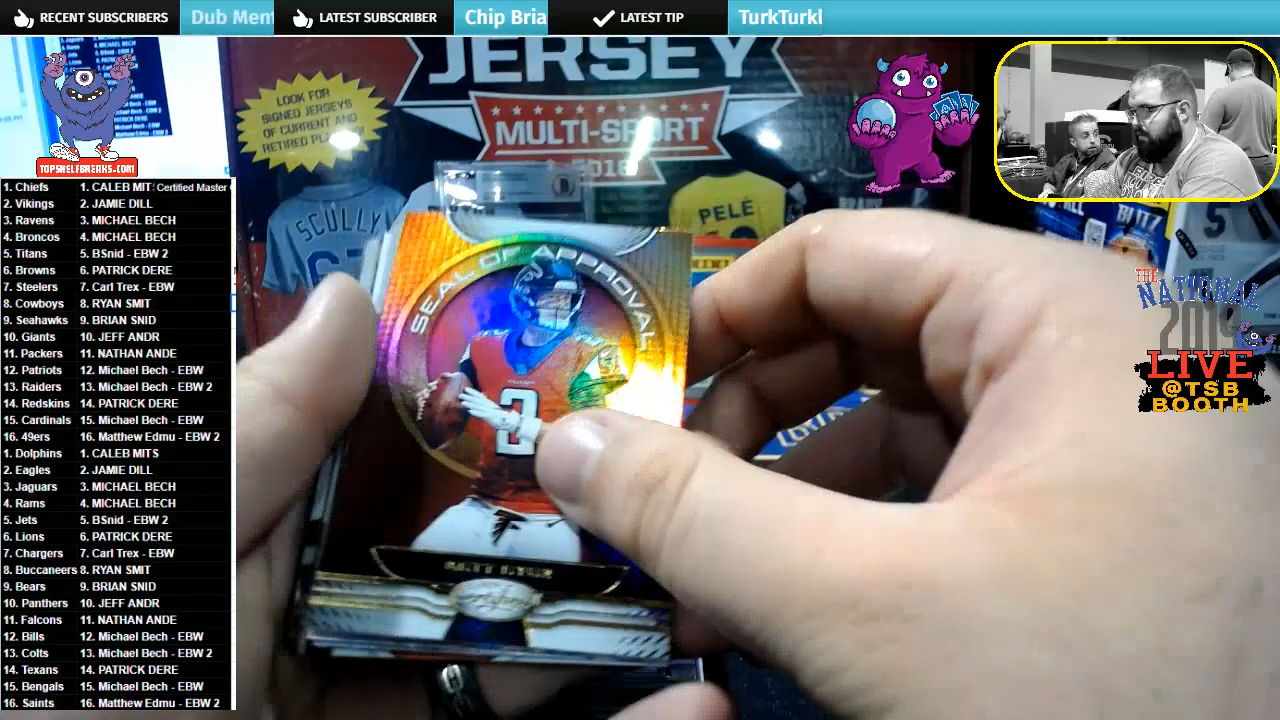 RECENT SUBSCRIBERS
Dub Ment
LATEST SUBSCRIBER
Chip Bria
LATEST TIP
TurkTurkl
TOPSHELFBREAKS.COM
1. Chiefs 1. CALEB MIT: Certified Master
2. Vikings 2. JAMIE DILL
3. Ravens 3. MICHAEL BECH
4. Broncos 4. MICHAEL BECH
5. Titans 5. BSnid - EBW 2
6. Browns 6. PATRICK DERE
7. Steelers 7. Carl Trex - EBW
8. Cowboys 8. RYAN SMIT
9. Seahawks 9. BRIAN SNID
10. Giants 10. JEFF ANDR
11. Packers 11. NATHAN ANDE
12. Patriots 12. Michael Bech - EBW
13. Raiders 13. Michael Bech - EBW 2
14. Redskins 14. PATRICK DERE
15. Cardinals 15. Michael Bech - EBW
16. 49ers 16. Matthew Edmu - EBW 2
1. Dolphins 1. CALEB MITS
2. Eagles 2. JAMIE DILL
3. Jaguars 3. MICHAEL BECH
4. Rams 4. MICHAEL BECH
5. Jets 5. BSnid - EBW 2
6. Lions 6. PATRICK DERE
7. Chargers 7. Carl Trex - EBW
8. Buccaneers 8. RYAN SMIT
9. Bears 9. BRIAN SNID
10. Panthers 10. JEFF ANDR
11. Falcons 11. NATHAN ANDE
12. Bills 12. Michael Bech - EBW
13. Colts 13. Michael Bech - EBW 2
14. Texans 14. PATRICK DERE
15. Bengals 15. Michael Bech - EBW
16. Saints 16. Matthew Edmu - EBW 2
JERSEY
MULTI-SPORT
2018
LOOK FOR
SIGNED JERSEYS
OF CURRENT AND
RETIRED
SCULLY
PELÉ
SEAL OF APPROVAL
MATT RYAN
BLITZ
5
THE
NATIONAL
2019
LIVE
@TSB
BOOTH